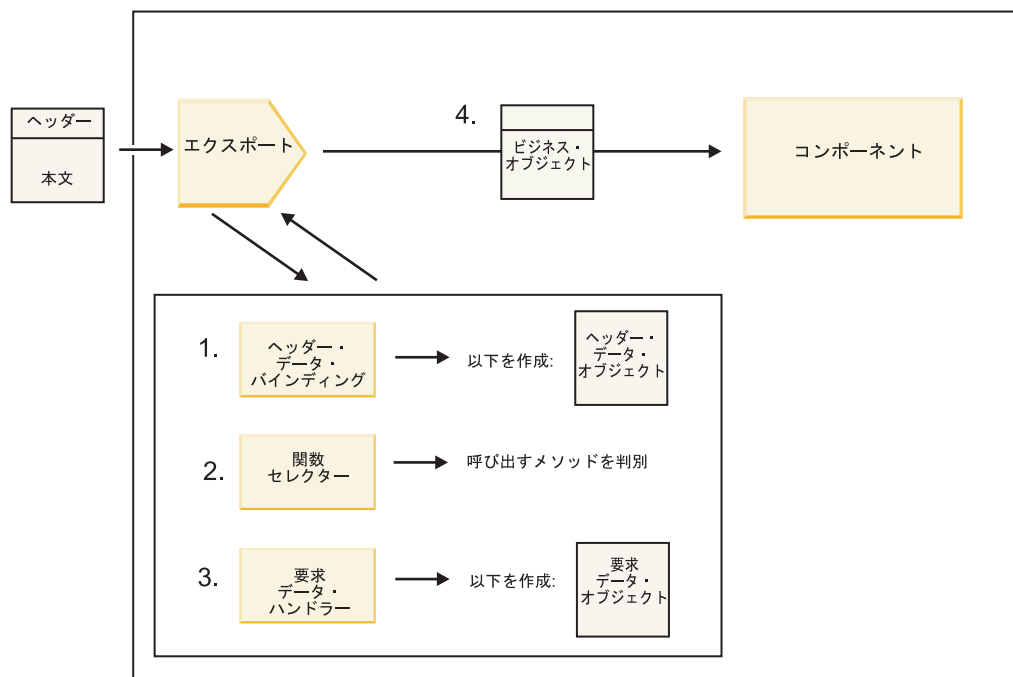 ヘッダー
本文
エクスポート
4.
ビジネス・
オブジェクト
コンポーネント
1.
ヘッダー・
データ・
バインディング
以下を作成:
ヘッダー・
データ・
オブジェクト
2.
関数
セレクター
呼び出すメソッドを判別
3.
要求
データ・
ハンドラー
以下を作成:
要求
データ・
オブジェクト